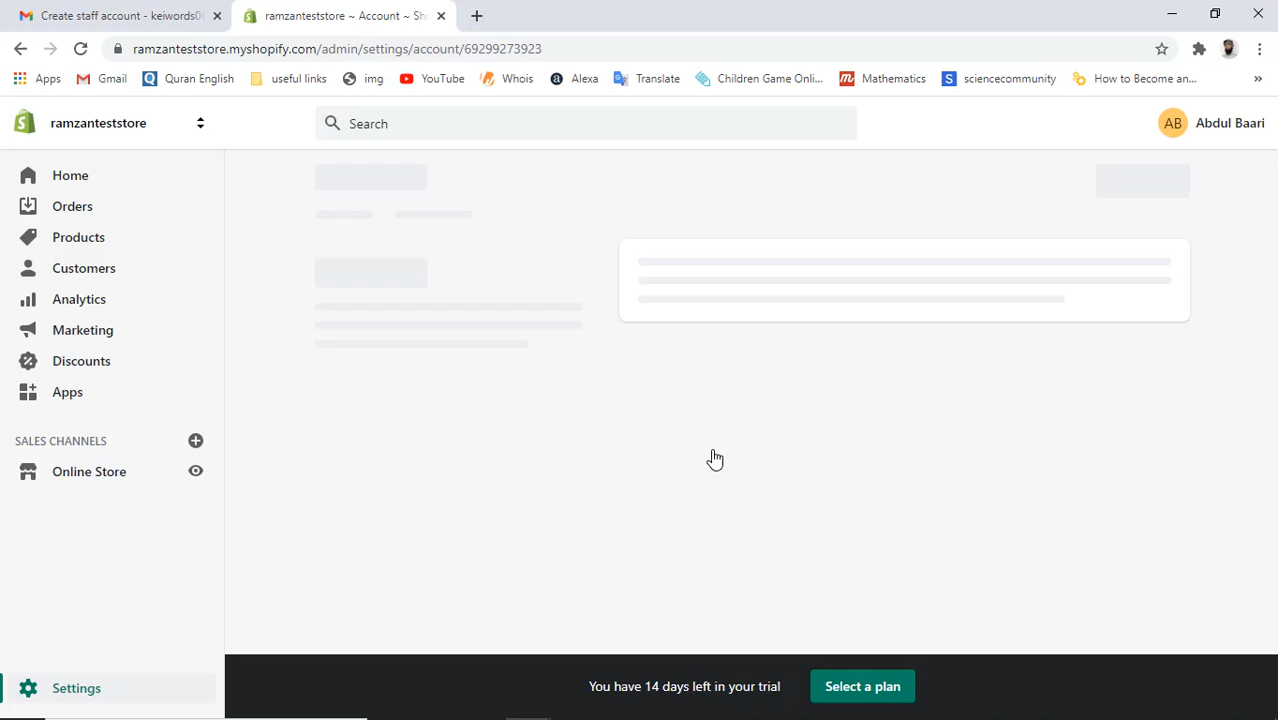 Create staff account - keiwords0
ramzanteststore ~ Account ~ Sh
ramzanteststore.myshopify.com/admin/settings/account/69299273923
Apps
Gmail
Quran English
useful links
img
YouTube
Whois
Alexa
Translate
Children Game Onli...
Mathematics
sciencecommunity
How to Become an...
ramzanteststore
Search
AB
Abdul Baari
Home
Orders
Products
Customers
Analytics
Marketing
Discounts
Apps
SALES CHANNELS
Online Store
Settings
You have 14 days left in your trial
Select a plan